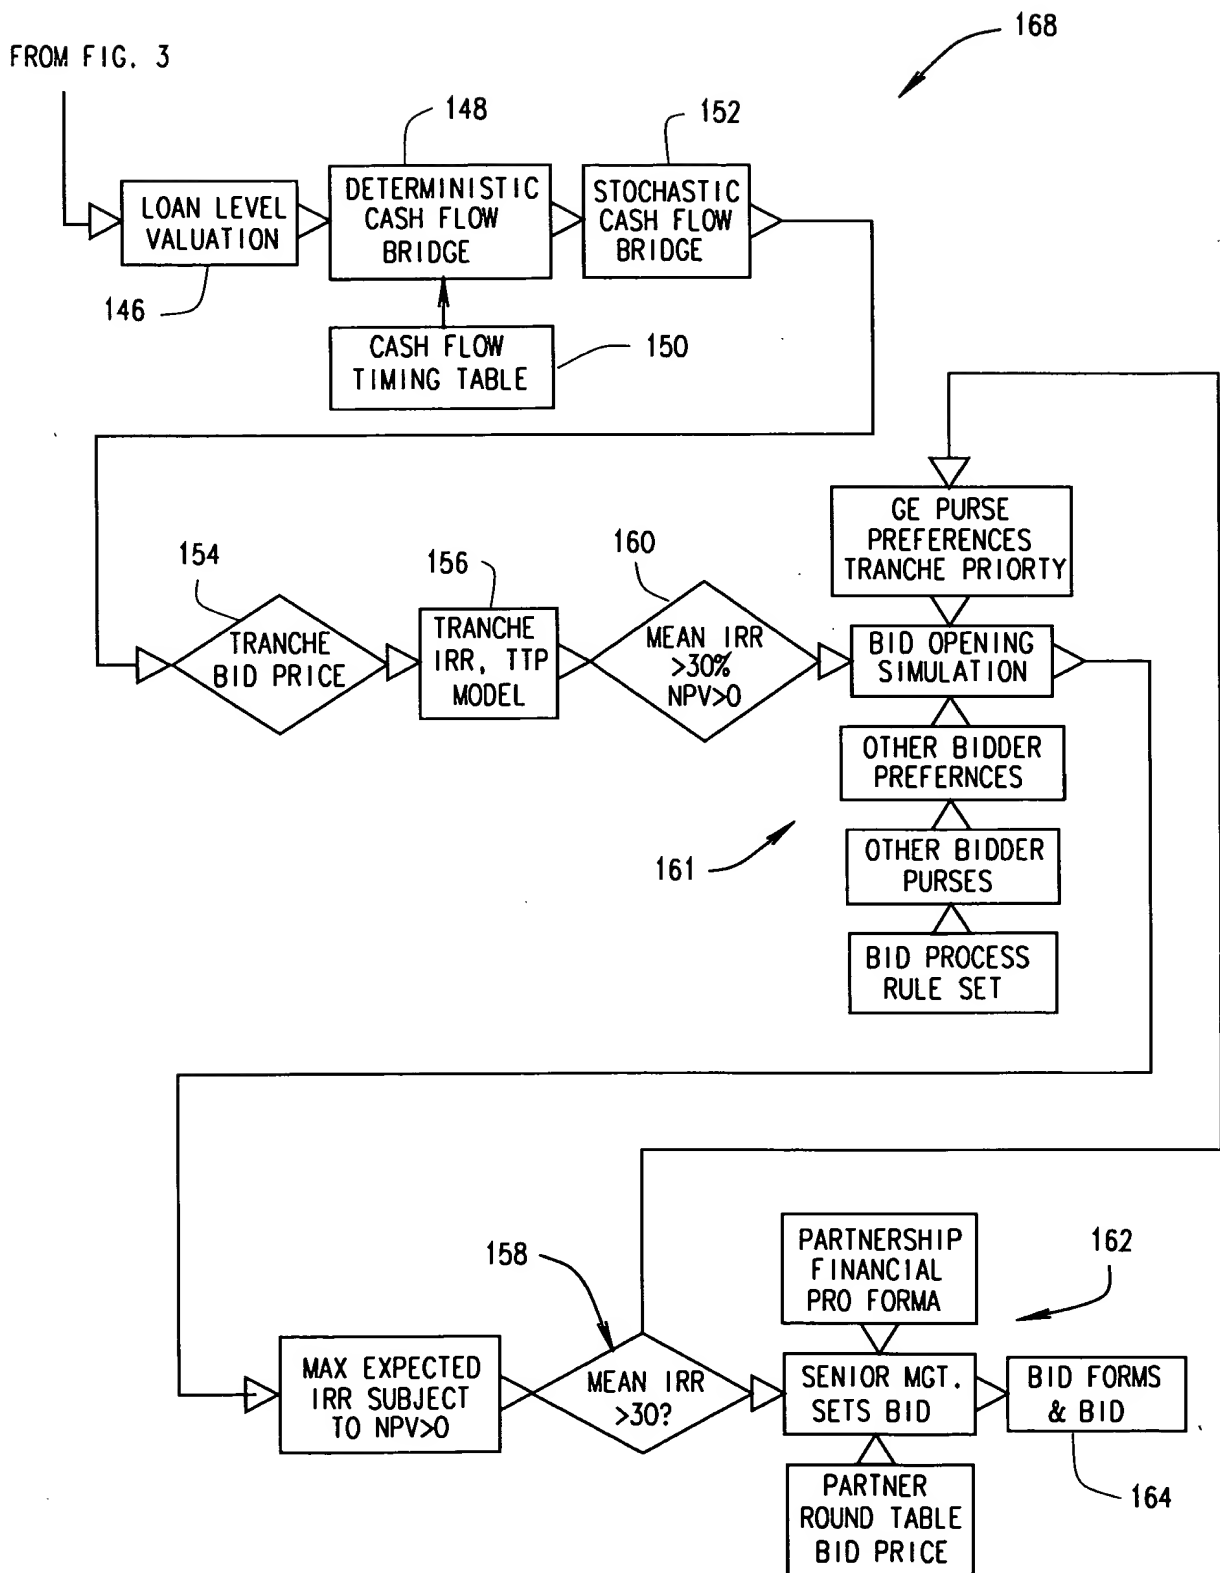 168
FROM FIG. 3
148
152
LOAN LEVEL
VALUATION
DETERMINISTIC
CASH FLOW
BRIDGE
STOCHASTIC
CASH FLOW
BRIDGE
146
CASH FLOW
TIMING TABLE
150
GE PURSE
PREFERENCES
TRANCHE PRIORTY
154
156
160
TRANCHE
BID PRICE
TRANCHE
IRR, TTP
MODEL
MEAN IRR
>30%
NPV>0
BID OPENING
SIMULATION
OTHER BIDDER
PREFERNCES
161
OTHER BIDDER
PURSES
BID PROCESS
RULE SET
158
PARTNERSHIP
FINANCIAL
PRO FORMA
162
MAX EXPECTED
IRR SUBJECT
TO NPV>0
MEAN IRR
>30?
SENIOR MGT.
SETS BID
BID FORMS
& BID
164
PARTNER
ROUND TABLE
BID PRICE